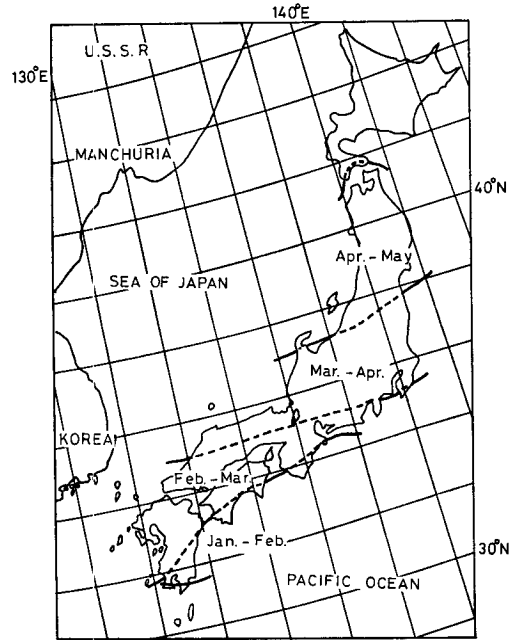 140°E
U.S.S.R
130°E
MANCHURIA
40°N
Apr.-May
SEA OF JAPAN
Mar.-Apr.
KOREA
Feb.-Mar.
Jan.-Feb.
30°N
PACIFIC OCEAN